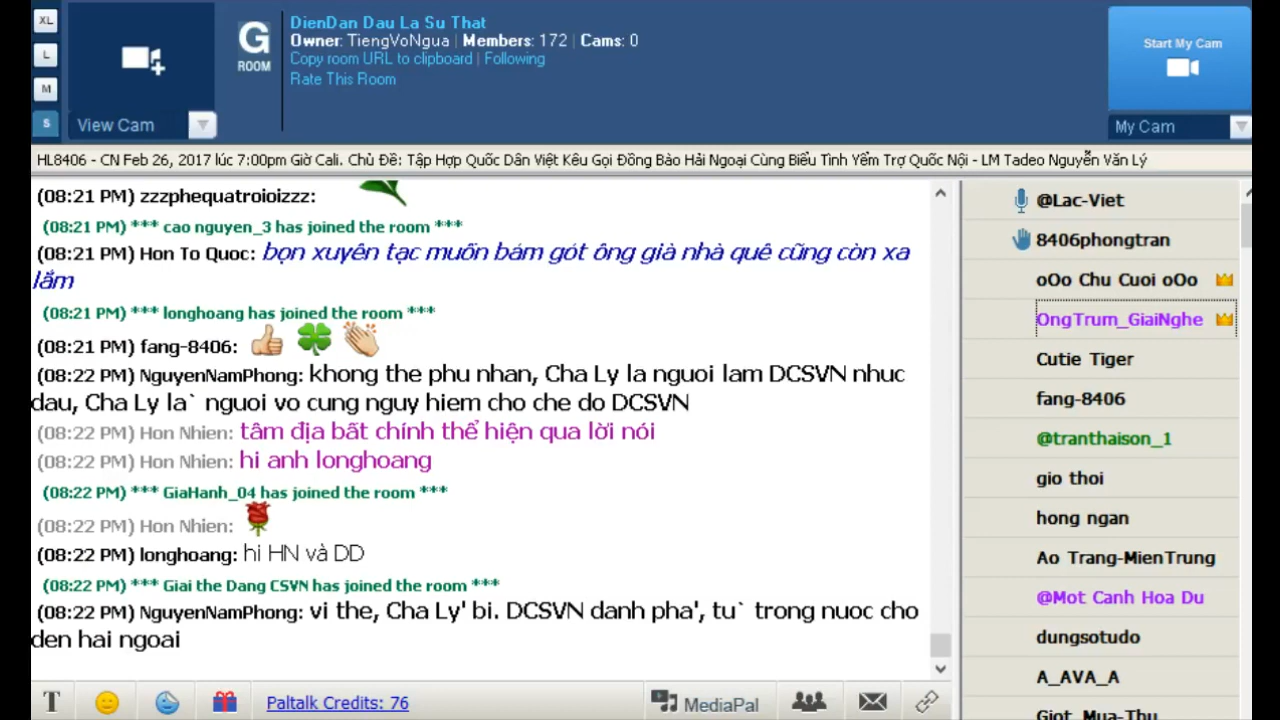 XL
L
M
S
View Cam
G
ROOM
DienDan Dau La Su That
Owner: TiengVoNgua | Members: 172 | Cams: 0
Copy room URL to clipboard | Following
Rate This Room
Start My Cam
My Cam
HL8406 - CN Feb 26, 2017 lúc 7:00pm Giờ Cali. Chủ Đề: Tập Hợp Quốc Dân Việt Kêu Gọi Đồng Bào Hải Ngoại Cùng Biểu Tình Yểm Trợ Quốc Nội - LM Tadeo Nguyễn Văn Lý
(08:21 PM) zzzphequatroioizzz:
(08:21 PM) *** cao nguyen_3 has joined the room ***
(08:21 PM) Hon To Quoc: bọn xuyên tạc muốn bám gót ông già nhà quê cũng còn xa
lắm
(08:21 PM) *** longhoang has joined the room ***
(08:21 PM) fang-8406:
(08:22 PM) NguyenNamPhong: khong the phu nhan, Cha Ly la nguoi lam DCSVN nhuc
dau, Cha Ly la` nguoi vo cung nguy hiem cho che do DCSVN
(08:22 PM) Hon Nhien: tâm địa bất chính thể hiện qua lời nói
(08:22 PM) Hon Nhien: hi anh longhoang
(08:22 PM) *** GiaHanh_04 has joined the room ***
(08:22 PM) Hon Nhien:
(08:22 PM) longhoang: hi HN và DD
(08:22 PM) *** Giai the Dang CSVN has joined the room ***
(08:22 PM) NguyenNamPhong: vi the, Cha Ly' bi. DCSVN danh pha', tu` trong nuoc cho
den hai ngoai
@Lac-Viet
8406phongtran
oOo Chu Cuoi oOo
OngTrum_GiaiNghe
Cutie Tiger
fang-8406
@tranthaison_1
gio thoi
hong ngan
Ao Trang-MienTrung
@Mot Canh Hoa Du
dungsotudo
A_AVA_A
Giot Mua-Thu
T
Paltalk Credits: 76
MediaPal